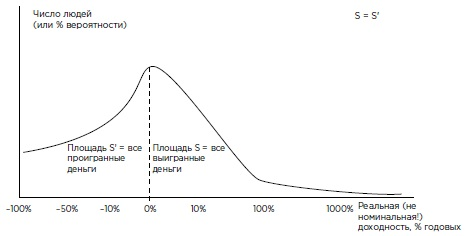 Число людей
(или % вероятности)
S = S'
Площадь S' = все
проигранные
деньги
Площадь S = все
выигранные
деньги
–100% –50% –10% 0% 10% 100% 1000%
Реальная (не
номинальная!)
доходность, % годовых